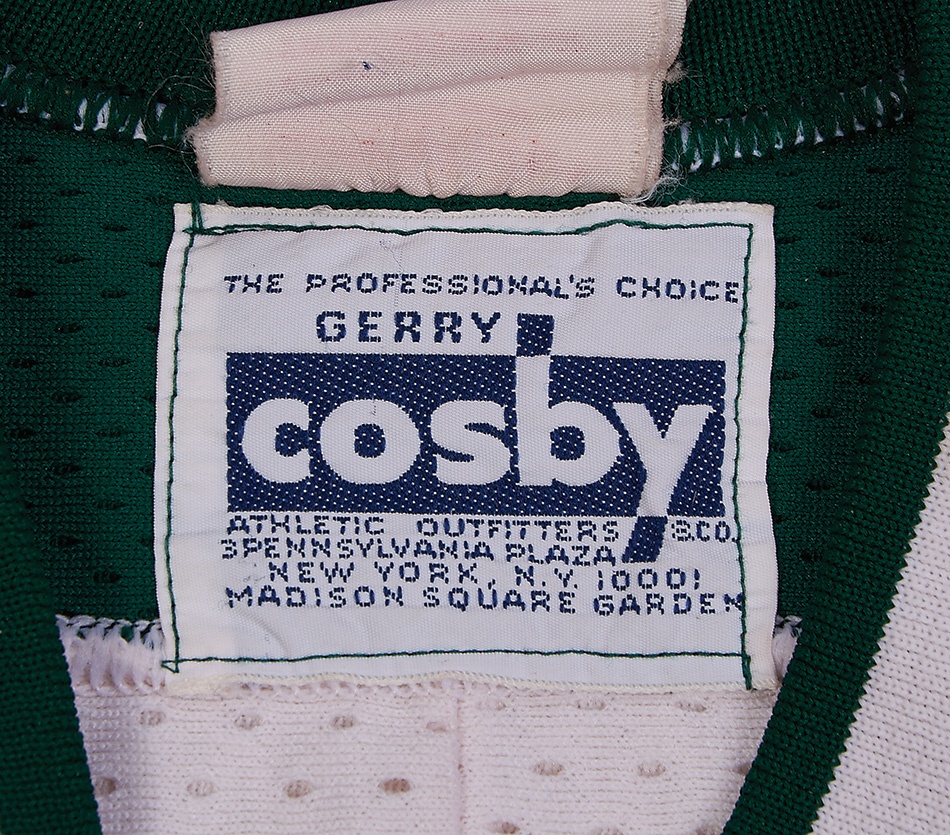 THE PROFESSIONAL'S CHOICE
GERRY
cosby
ATHLETIC OUTFITTERS &CO.
3 PENNSYLVANIA PLAZA
NEW YORK, N.Y. 10001
MADISON SQUARE GARDEN